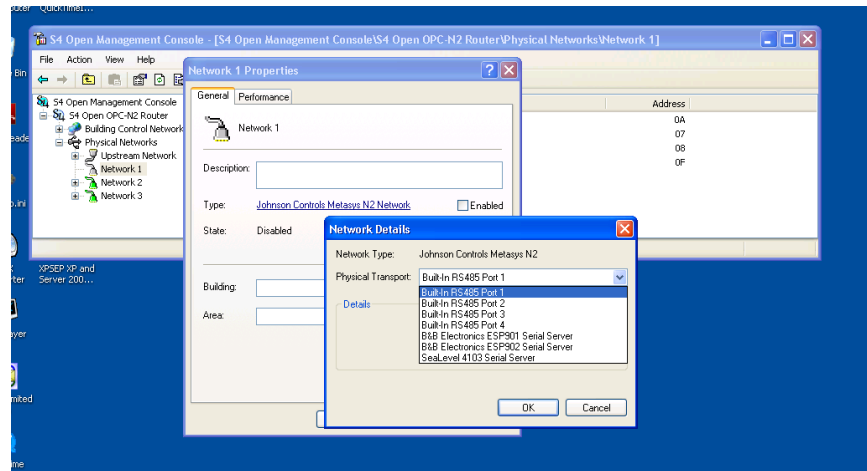 QuickTimeI...
S4 Open Management Console - [S4 Open Management Console\S4 Open OPC-N2 Router\Physical Networks\Network 1]
File Action View Help
Bin
Network 1 Properties
General Performance
S4 Open Management Console
S4 Open OPC-N2 Router
Building Control Network
Physical Networks
Upstream Network
Network 1
Network 2
Network 3
Address
0A
07
08
0F
Network 1
Description:
Type: Johnson Controls Metasys N2 Network Enabled
State: Disabled
Building:
Area:
Network Details
Network Type: Johnson Controls Metasys N2
Physical Transport: Built-In RS485 Port 1
Built-In RS485 Port 1
Built-In RS485 Port 2
Built-In RS485 Port 3
Built-In RS485 Port 4
B&B Electronics ESP901 Serial Server
B&B Electronics ESP902 Serial Server
SeaLevel 4103 Serial Server
Details
OK Cancel
XPSEP XP and
Server 200...